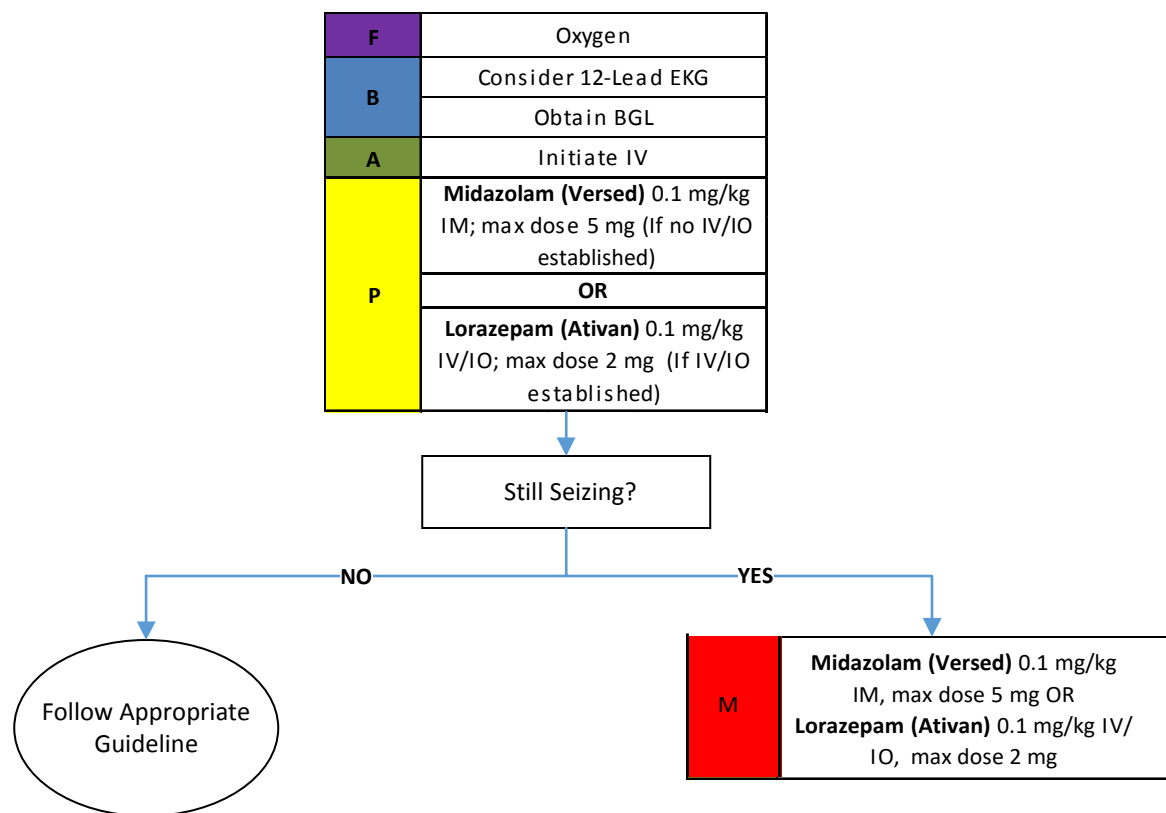 F
Oxygen
B
Consider 12-Lead EKG
Obtain BGL
A
Initiate IV
P
Midazolam (Versed) 0.1 mg/kg
IM; max dose 5 mg (If no IV/IO
established)
OR
Lorazepam (Ativan) 0.1 mg/kg
IV/IO; max dose 2 mg (If IV/IO
established)
Still Seizing?
NO
YES
Follow Appropriate
Guideline
M
Midazolam (Versed) 0.1 mg/kg
IM, max dose 5 mg OR
Lorazepam (Ativan) 0.1 mg/kg IV/
IO, max dose 2 mg